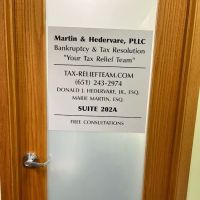 Martin & Hedervare, PLLC
Bankruptcy & Tax Resolution
"Your Tax Relief Team"
TAX-RELIEFTEAM.COM
(651) 243-2974
DONALD J. HEDERVARE, JR., ESQ.
MARIE MARTIN, ESQ.
SUITE 202A
FREE CONSULTATIONS